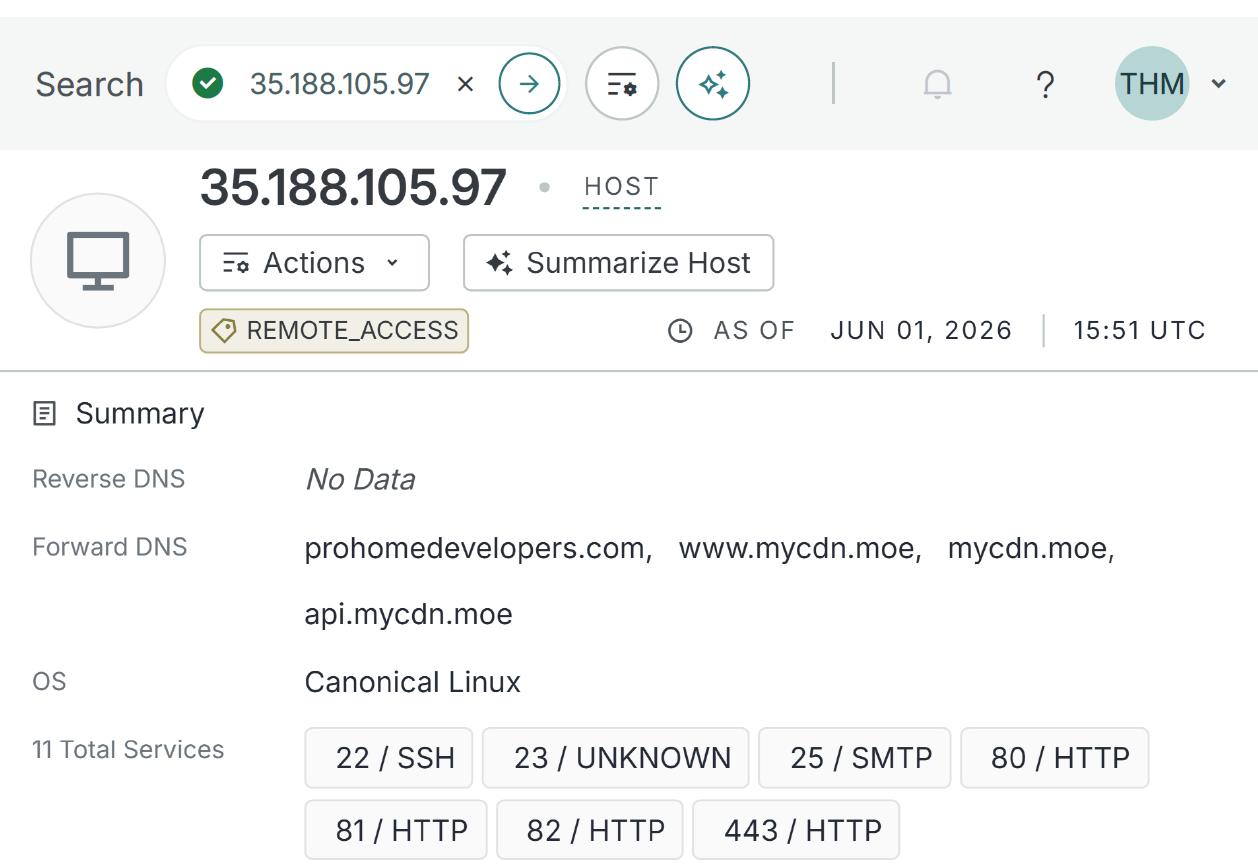 Search 35.188.105.97 × ? THM
35.188.105.97 • HOST
Actions Summarize Host
REMOTE_ACCESS AS OF JUN 01, 2026 | 15:51 UTC
Summary
Reverse DNS No Data
Forward DNS prohomedevelopers.com, www.mycdn.moe, mycdn.moe,
api.mycdn.moe
OS Canonical Linux
11 Total Services 22 / SSH 23 / UNKNOWN 25 / SMTP 80 / HTTP
81 / HTTP 82 / HTTP 443 / HTTP